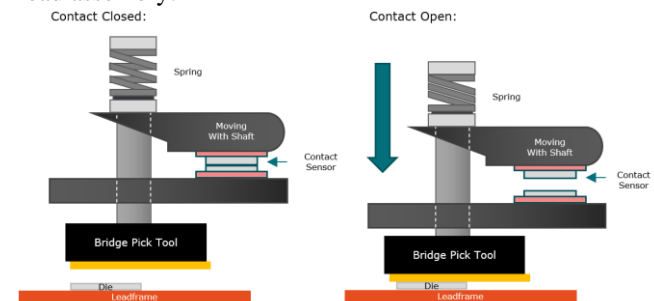 Contact Closed:
Contact Open:
Spring
Moving
With Shaft
Contact
Sensor
Bridge Pick Tool
Die
Leadframe
Spring
Moving
With Shaft
Contact
Sensor
Bridge Pick Tool
Die
Leadframe